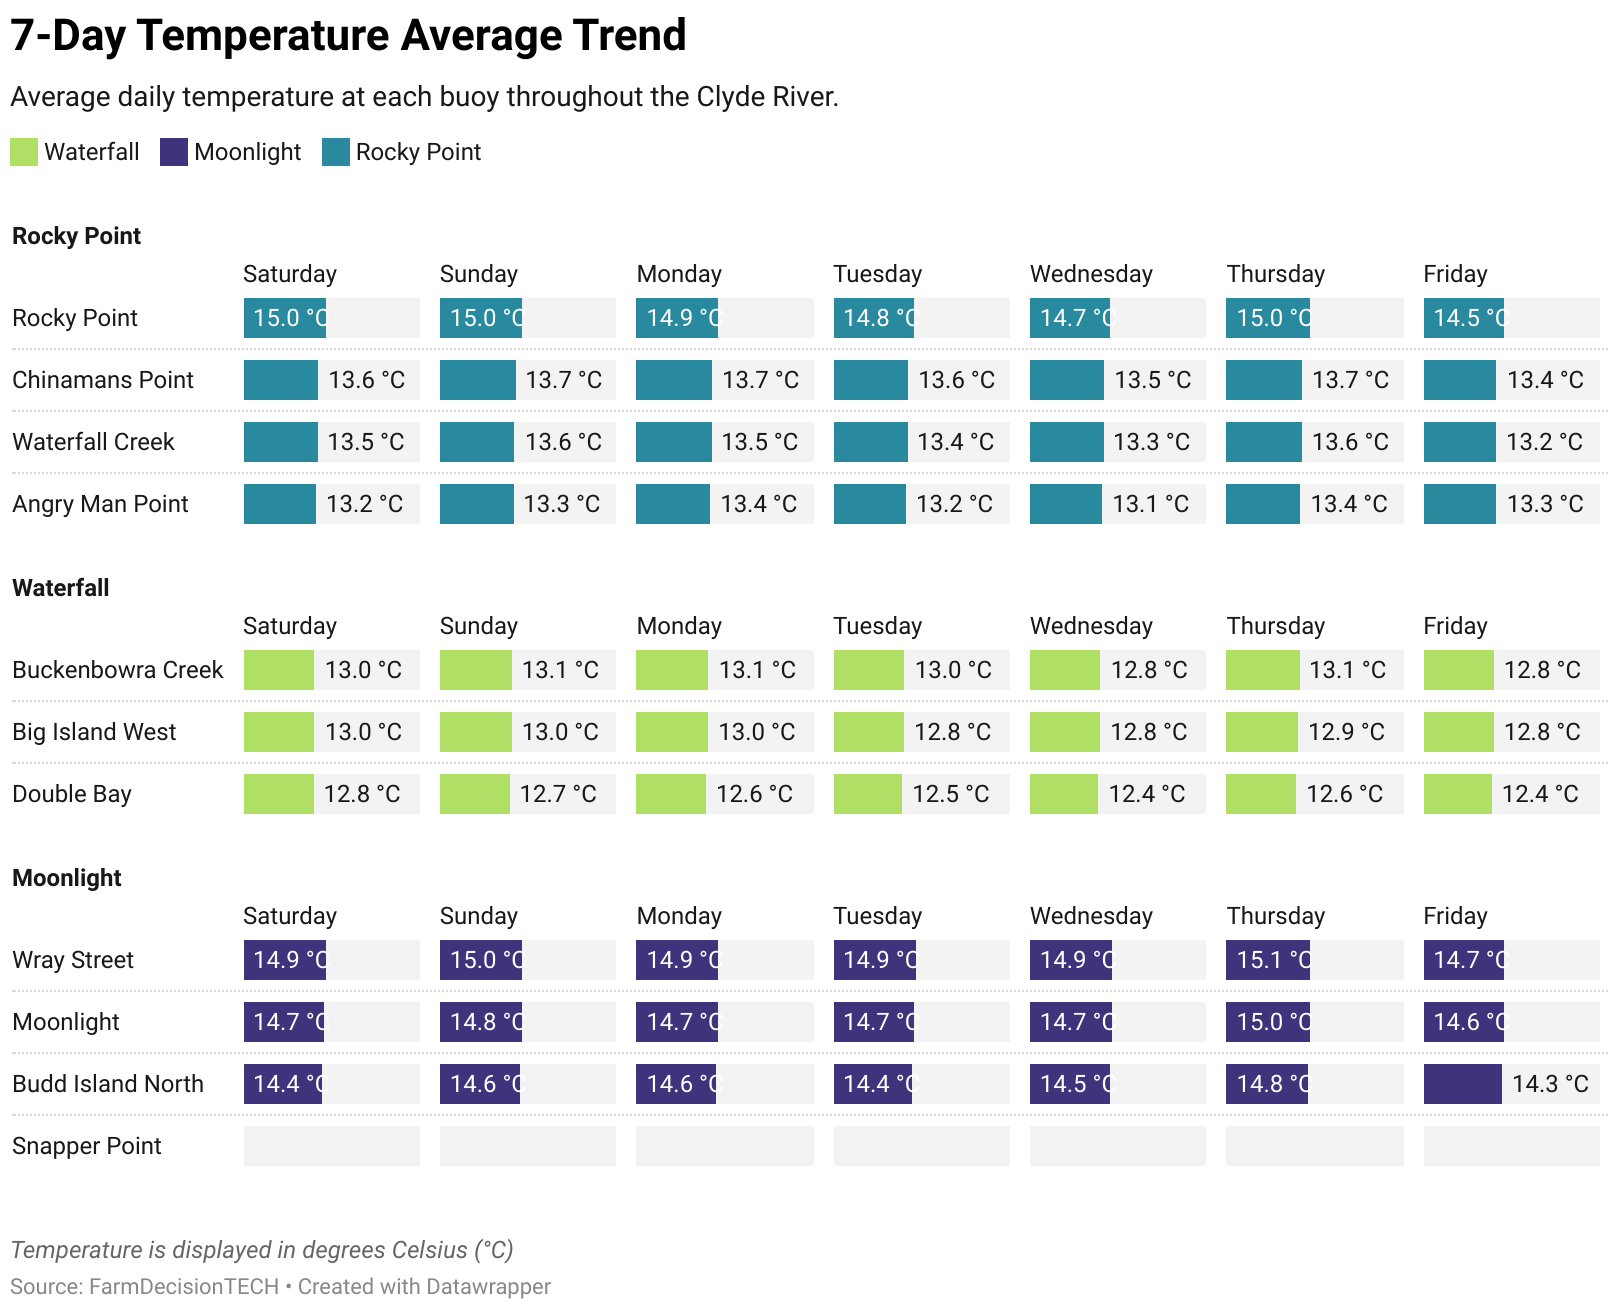 7-Day Temperature Average Trend
Average daily temperature at each buoy throughout the Clyde River.
Waterfall Moonlight Rocky Point
Rocky Point
Saturday Sunday Monday Tuesday Wednesday Thursday Friday
Rocky Point 15.0 °C 15.0 °C 14.9 °C 14.8 °C 14.7 °C 15.0 °C 14.5 °C
Chinamans Point 13.6 °C 13.7 °C 13.7 °C 13.6 °C 13.5 °C 13.7 °C 13.4 °C
Waterfall Creek 13.5 °C 13.6 °C 13.5 °C 13.4 °C 13.3 °C 13.6 °C 13.2 °C
Angry Man Point 13.2 °C 13.3 °C 13.4 °C 13.2 °C 13.1 °C 13.4 °C 13.3 °C
Waterfall
Saturday Sunday Monday Tuesday Wednesday Thursday Friday
Buckenbowra Creek 13.0 °C 13.1 °C 13.1 °C 13.0 °C 12.8 °C 13.1 °C 12.8 °C
Big Island West 13.0 °C 13.0 °C 13.0 °C 12.8 °C 12.8 °C 12.9 °C 12.8 °C
Double Bay 12.8 °C 12.7 °C 12.6 °C 12.5 °C 12.4 °C 12.6 °C 12.4 °C
Moonlight
Saturday Sunday Monday Tuesday Wednesday Thursday Friday
Wray Street 14.9 °C 15.0 °C 14.9 °C 14.9 °C 14.9 °C 15.1 °C 14.7 °C
Moonlight 14.7 °C 14.8 °C 14.7 °C 14.7 °C 14.7 °C 15.0 °C 14.6 °C
Budd Island North 14.4 °C 14.6 °C 14.6 °C 14.4 °C 14.5 °C 14.8 °C 14.3 °C
Snapper Point
Temperature is displayed in degrees Celsius (°C)
Source: FarmDecisionTECH • Created with Datawrapper